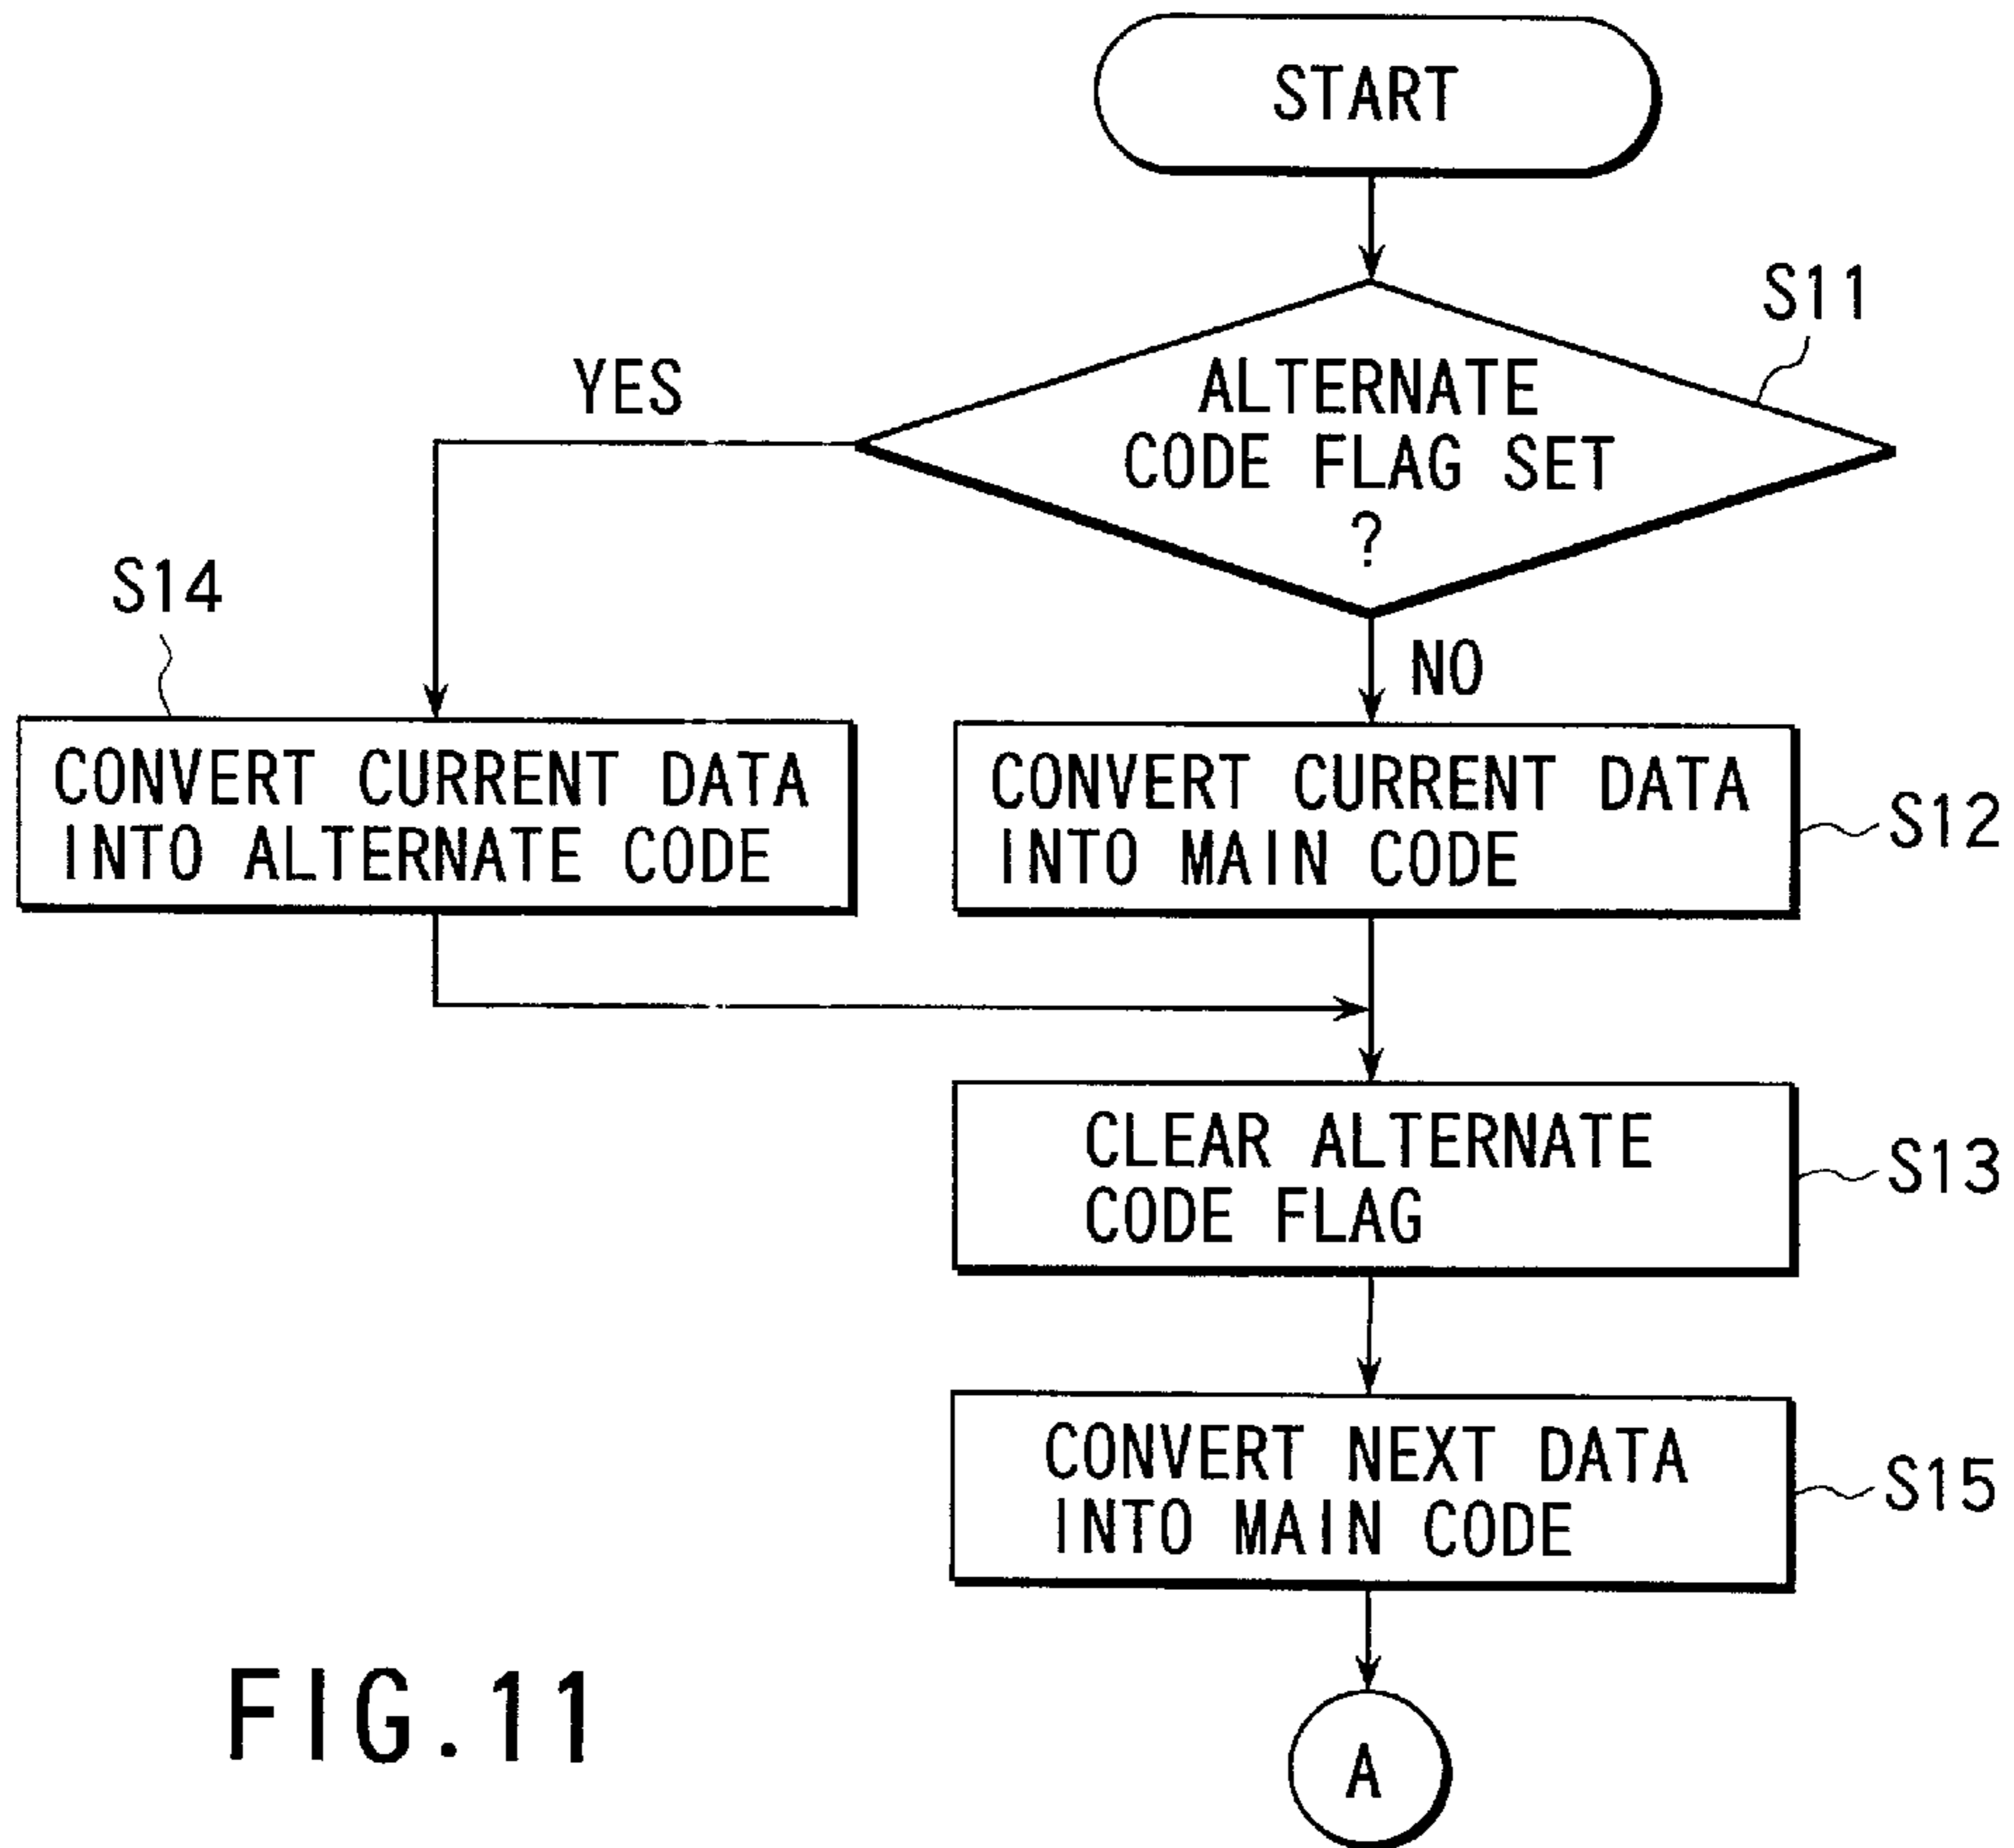 START
S11
ALTERNATE
CODE FLAG SET
?
YES
NO
S14
CONVERT CURRENT DATA
INTO ALTERNATE CODE
CONVERT CURRENT DATA
INTO MAIN CODE
S12
CLEAR ALTERNATE
CODE FLAG
S13
CONVERT NEXT DATA
INTO MAIN CODE
S15
A
FIG.11